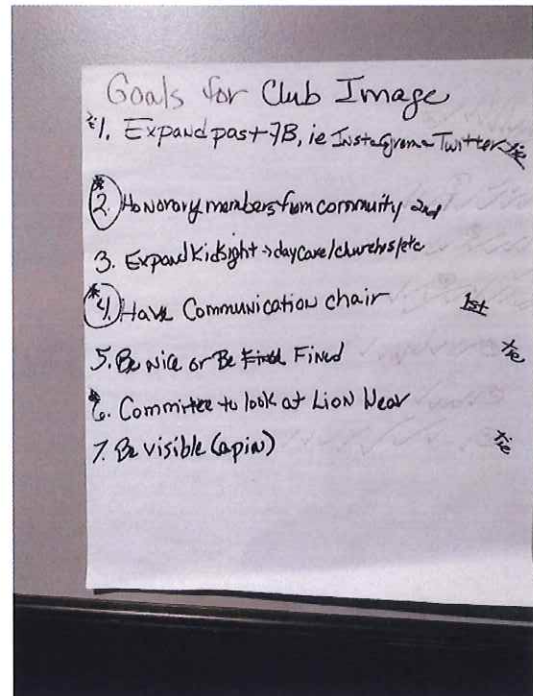 Goals for Club Image
*1. Expand past FB, ie Instagram Twitter tie
*2. Honorary members from community 2nd
3. Expand Kidsight → daycare/churchs/etc
*4. Have Communication chair 1st
5. Be Nice or Be Fined tie
*6. Committee to look at Lion Wear
7. Be visible (apin) tie